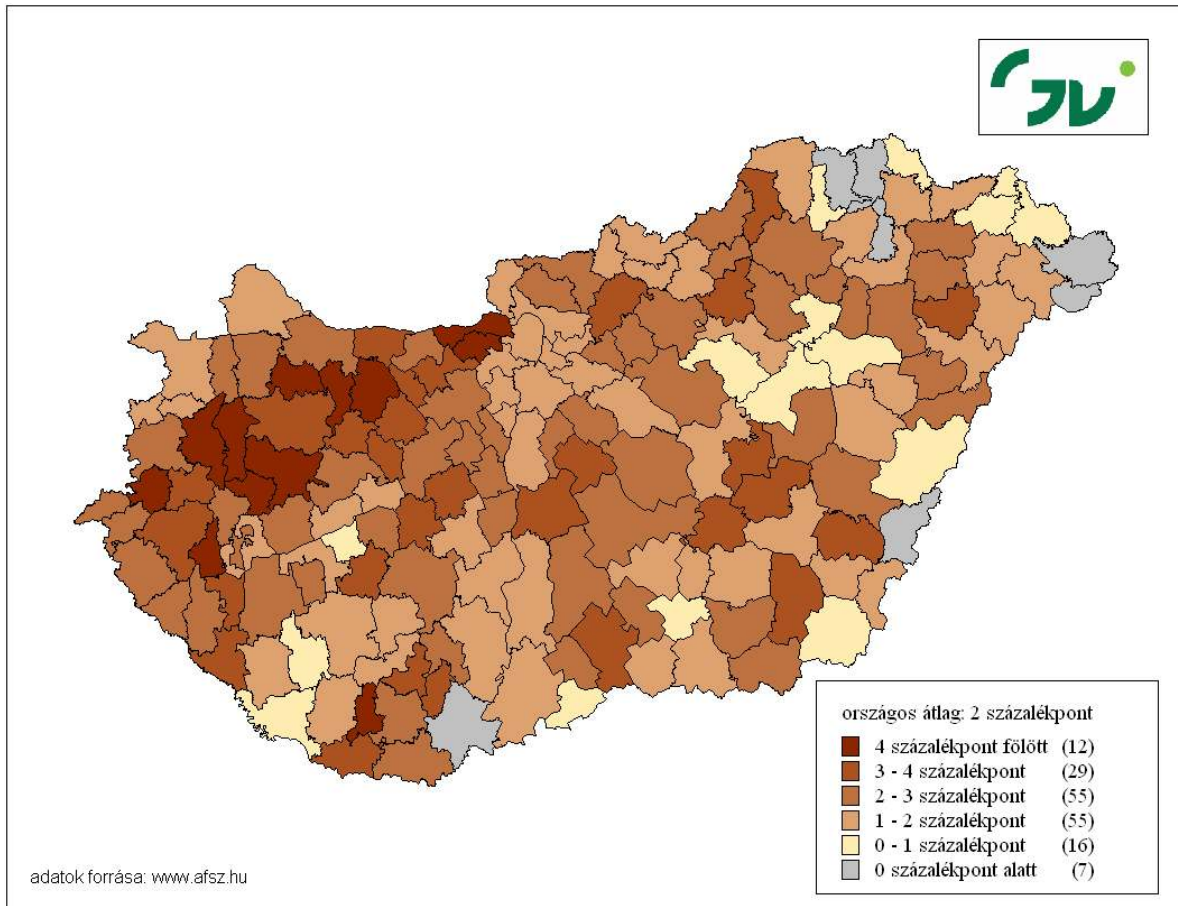 országos átlag: 2 százalékpont
4 százalékpont fölött (12)
3 - 4 százalékpont (29)
2 - 3 százalékpont (55)
1 - 2 százalékpont (55)
0 - 1 százalékpont (16)
0 százalékpont alatt (7)
adatok forrása: www.afsz.hu